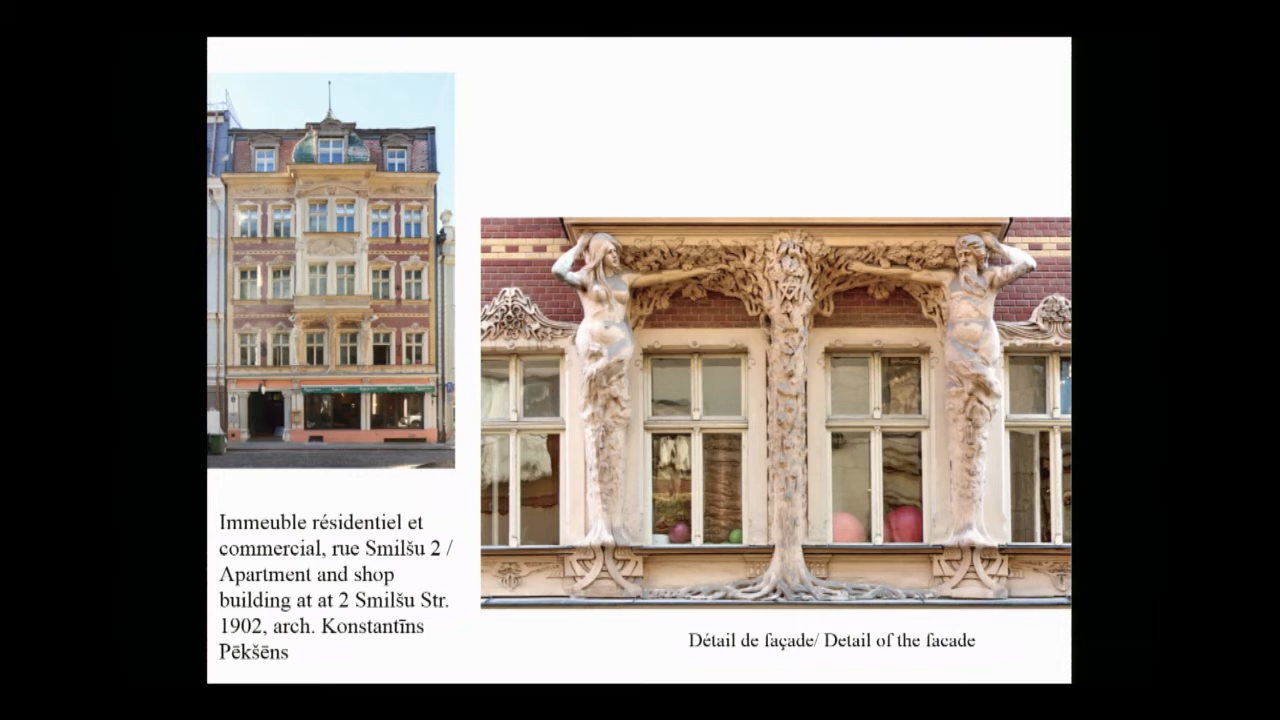 Immeuble résidentiel et
commercial, rue Smilšu 2 /
Apartment and shop
building at at 2 Smilšu Str.
1902, arch. Konstantīns
Pēkšēns
Détail de façade/ Detail of the facade